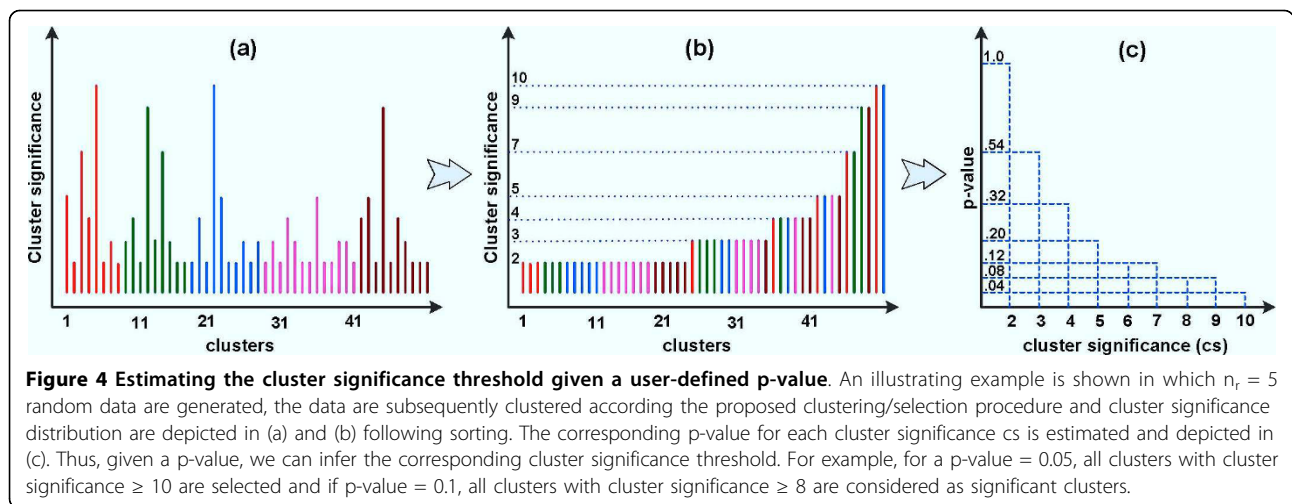 (a)
Cluster significance
1 11 21 31 41
clusters
(b)
Cluster significance
10
9
7
5
4
3
2
1 11 21 31 41
clusters
(c)
p-value
1.0
.54
.32
.20
.12
.08
.04
2 3 4 5 6 7 8 9 10
cluster significance (cs)
Figure 4 Estimating the cluster significance threshold given a user-defined p-value. An illustrating example is shown in which nr = 5
random data are generated, the data are subsequently clustered according the proposed clustering/selection procedure and cluster significance
distribution are depicted in (a) and (b) following sorting. The corresponding p-value for each cluster significance cs is estimated and depicted in
(c). Thus, given a p-value, we can infer the corresponding cluster significance threshold. For example, for a p-value = 0.05, all clusters with cluster
significance ≥ 10 are selected and if p-value = 0.1, all clusters with cluster significance ≥ 8 are considered as significant clusters.